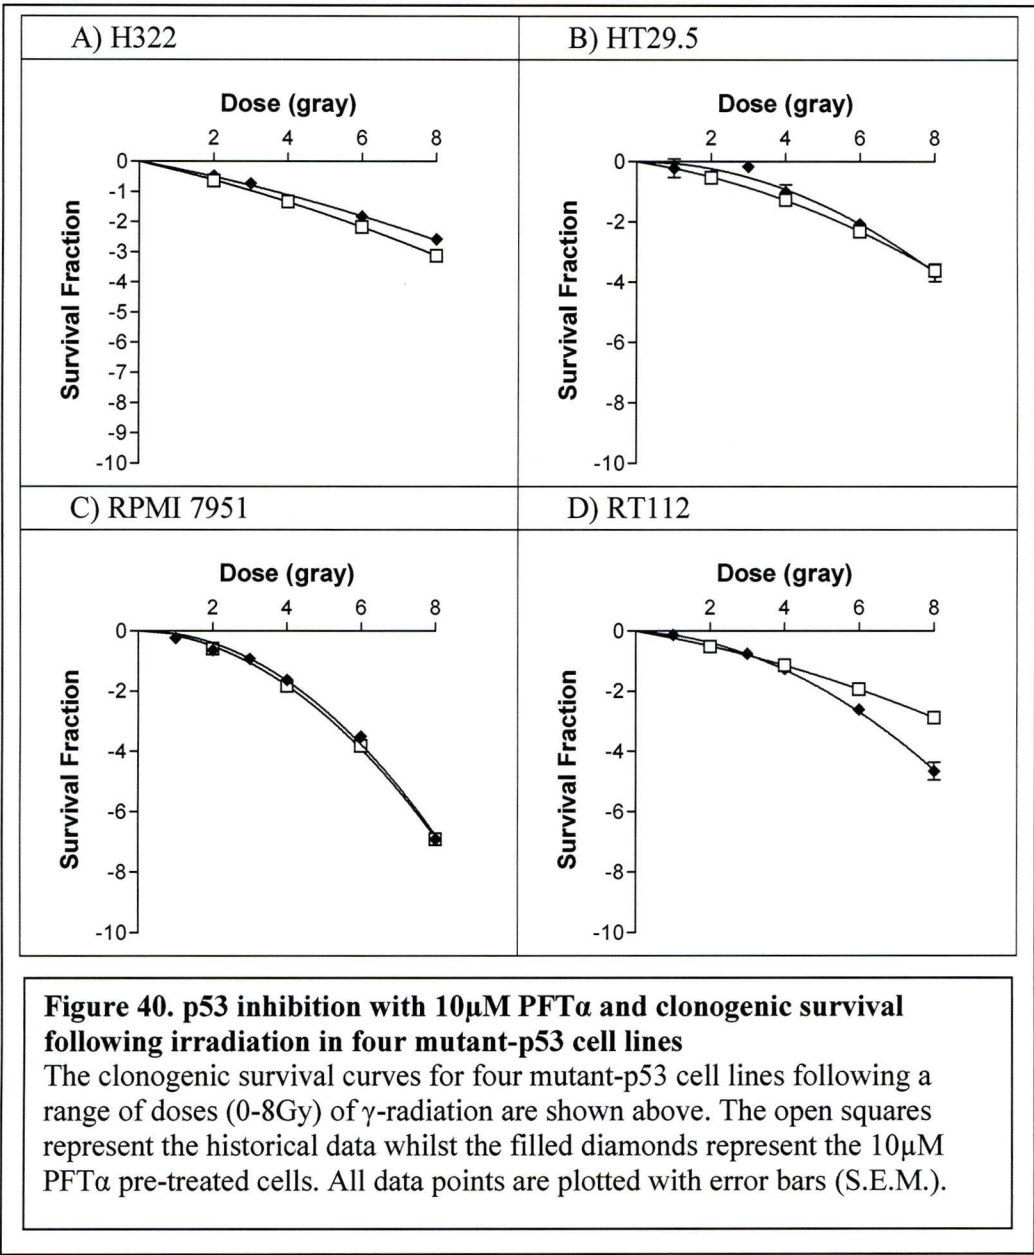 A) H322
B) HT29.5
Dose (gray)
2 4 6 8
0
-1
-2
-3
-4
-5
-6
-7
-8
-9
-10
Survival Fraction
Dose (gray)
2 4 6 8
0
-2
-4
-6
-8
-10
Survival Fraction
C) RPMI 7951
D) RT112
Dose (gray)
2 4 6 8
0
-2
-4
-6
-8
-10
Survival Fraction
Dose (gray)
2 4 6 8
0
-2
-4
-6
-8
-10
Survival Fraction
Figure 40. p53 inhibition with 10μM PFTα and clonogenic survival
following irradiation in four mutant-p53 cell lines
The clonogenic survival curves for four mutant-p53 cell lines following a
range of doses (0-8Gy) of γ-radiation are shown above. The open squares
represent the historical data whilst the filled diamonds represent the 10μM
PFTα pre-treated cells. All data points are plotted with error bars (S.E.M.).